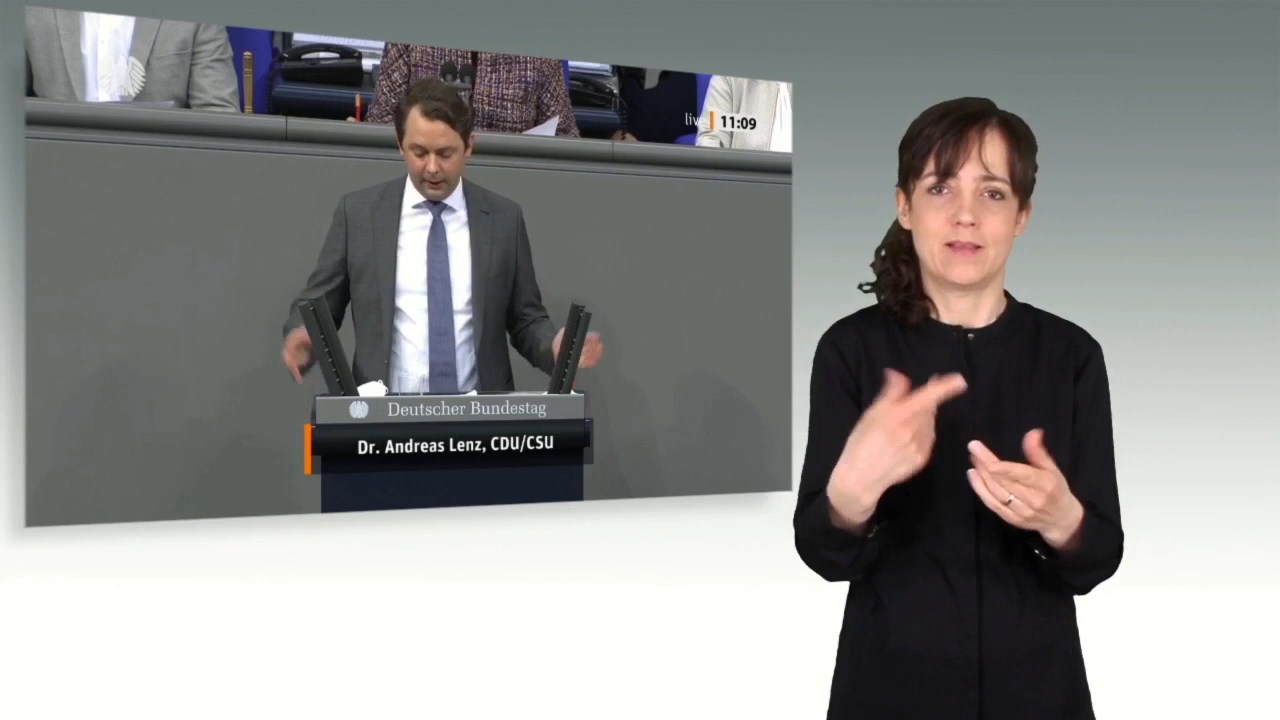 live 11:09
Deutscher Bundestag
Dr. Andreas Lenz, CDU/CSU